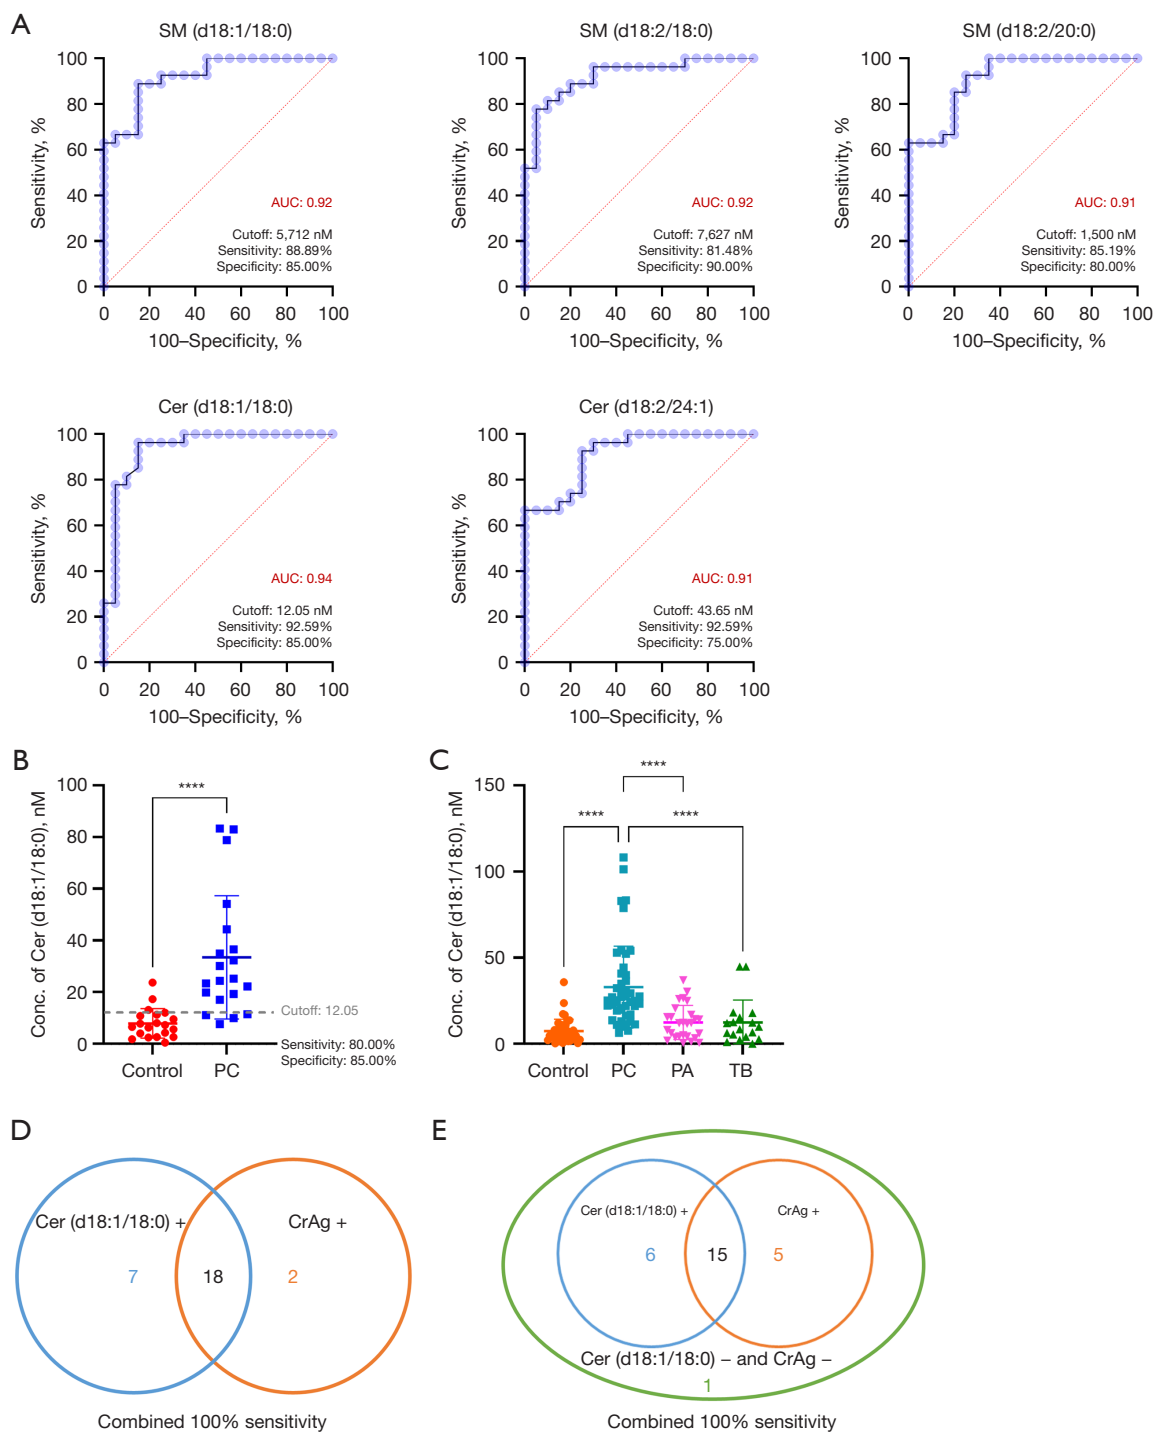 A
SM (d18:1/18:0)
Sensitivity, %
100
80
60
40
20
0
AUC: 0.92
Cutoff: 5,712 nM
Sensitivity: 88.89%
Specificity: 85.00%
0 20 40 60 80 100
100–Specificity, %
SM (d18:2/18:0)
Sensitivity, %
100
80
60
40
20
0
AUC: 0.92
Cutoff: 7,627 nM
Sensitivity: 81.48%
Specificity: 90.00%
0 20 40 60 80 100
100–Specificity, %
SM (d18:2/20:0)
Sensitivity, %
100
80
60
40
20
0
AUC: 0.91
Cutoff: 1,500 nM
Sensitivity: 85.19%
Specificity: 80.00%
0 20 40 60 80 100
100–Specificity, %
Cer (d18:1/18:0)
Sensitivity, %
100
80
60
40
20
0
AUC: 0.94
Cutoff: 12.05 nM
Sensitivity: 92.59%
Specificity: 85.00%
0 20 40 60 80 100
100–Specificity, %
Cer (d18:2/24:1)
Sensitivity, %
100
80
60
40
20
0
AUC: 0.91
Cutoff: 43.65 nM
Sensitivity: 92.59%
Specificity: 75.00%
0 20 40 60 80 100
100–Specificity, %
B
Conc. of Cer (d18:1/18:0), nM
100
80
60
40
20
0
****
Cutoff: 12.05
Sensitivity: 80.00%
Specificity: 85.00%
Control PC
C
Conc. of Cer (d18:1/18:0), nM
150
100
50
0
****
**** ****
Control PC PA TB
D
Cer (d18:1/18:0) + CrAg +
7 18 2
Combined 100% sensitivity
E
Cer (d18:1/18:0) + CrAg +
6 15 5
Cer (d18:1/18:0) – and CrAg –
1
Combined 100% sensitivity